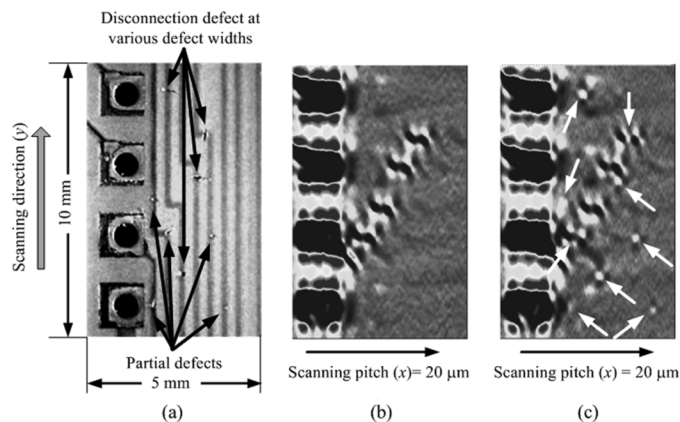 Disconnection defect at
various defect widths
Scanning direction (y)
10 mm
Partial defects
5 mm
Scanning pitch (x)= 20 μm
Scanning pitch (x) = 20 μm
(a)
(b)
(c)